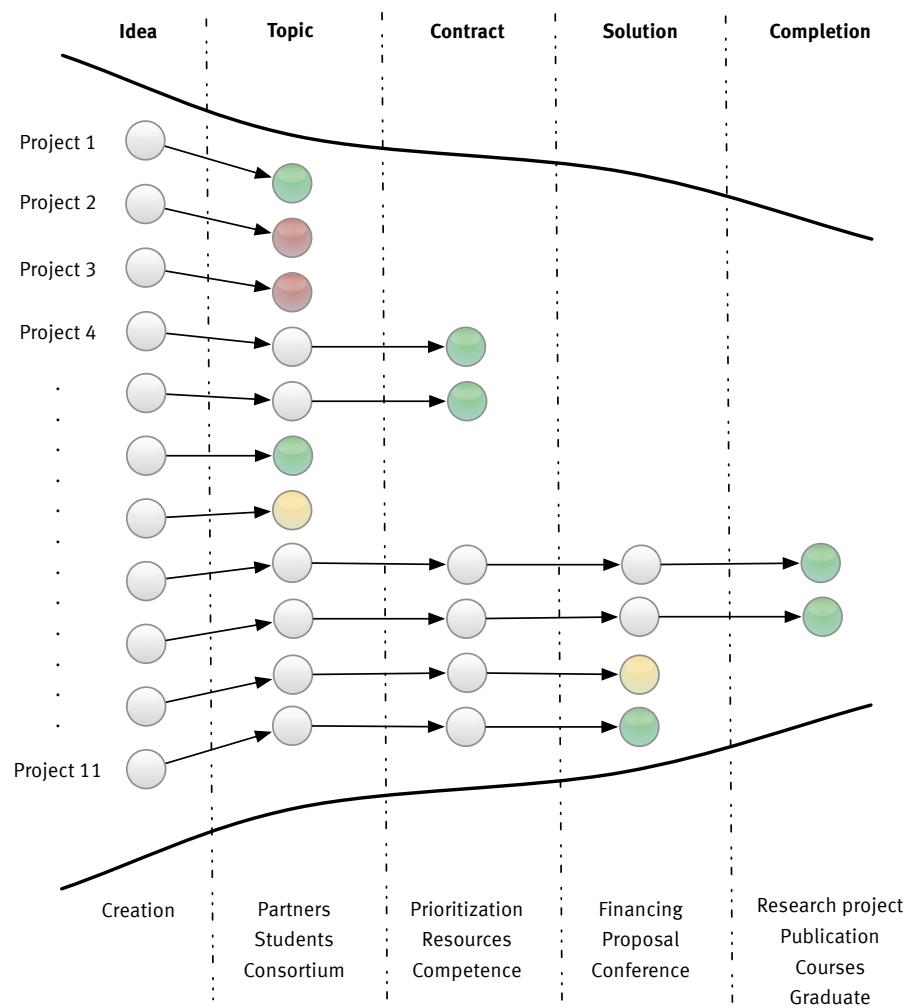 Idea
Topic
Contract
Solution
Completion
Project 1
Project 2
Project 3
Project 4
Project 11
Creation
Partners
Students
Consortium
Prioritization
Resources
Competence
Financing
Proposal
Conference
Research project
Publication
Courses
Graduate